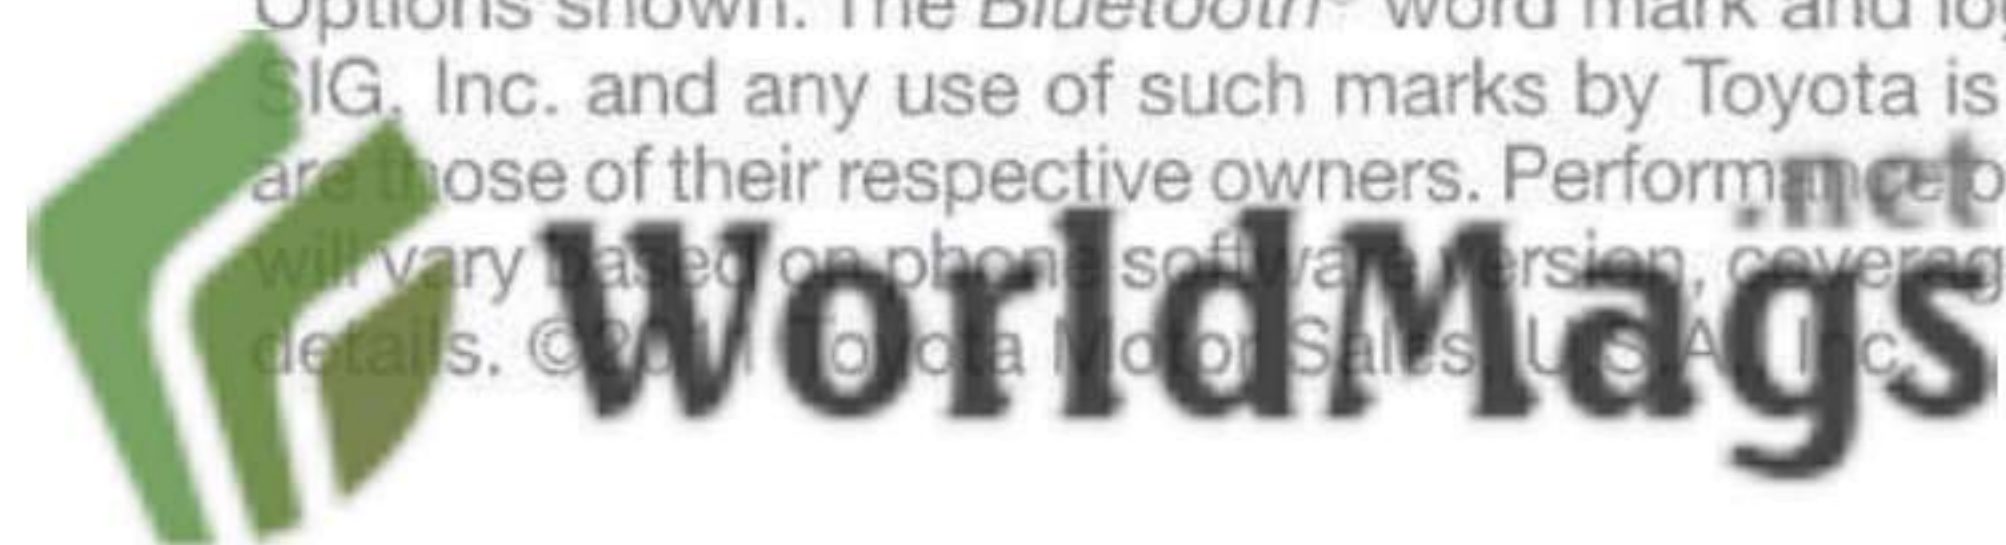 Options shown. The Bluetooth® word mark and
SIG, Inc. and any use of such marks by Toyota is
are those of their respective owners. Performance
will vary based on phone software version,
details. © Toyota Motor Sales, U.S.A., Inc.
WorldMags
.net